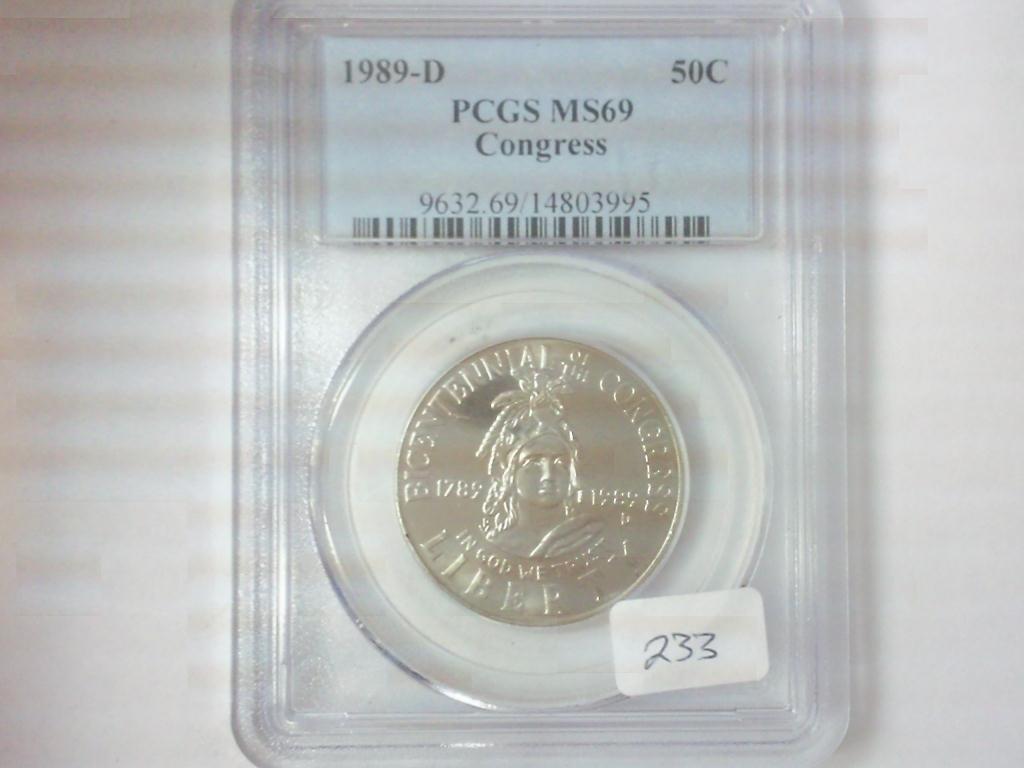 1989-D 50C
PCGS MS69
Congress
9632.69/14803995
BICENTENNIAL OF THE CONGRESS
1789 1989
D
IN GOD WE TRUST
LIBERTY
233